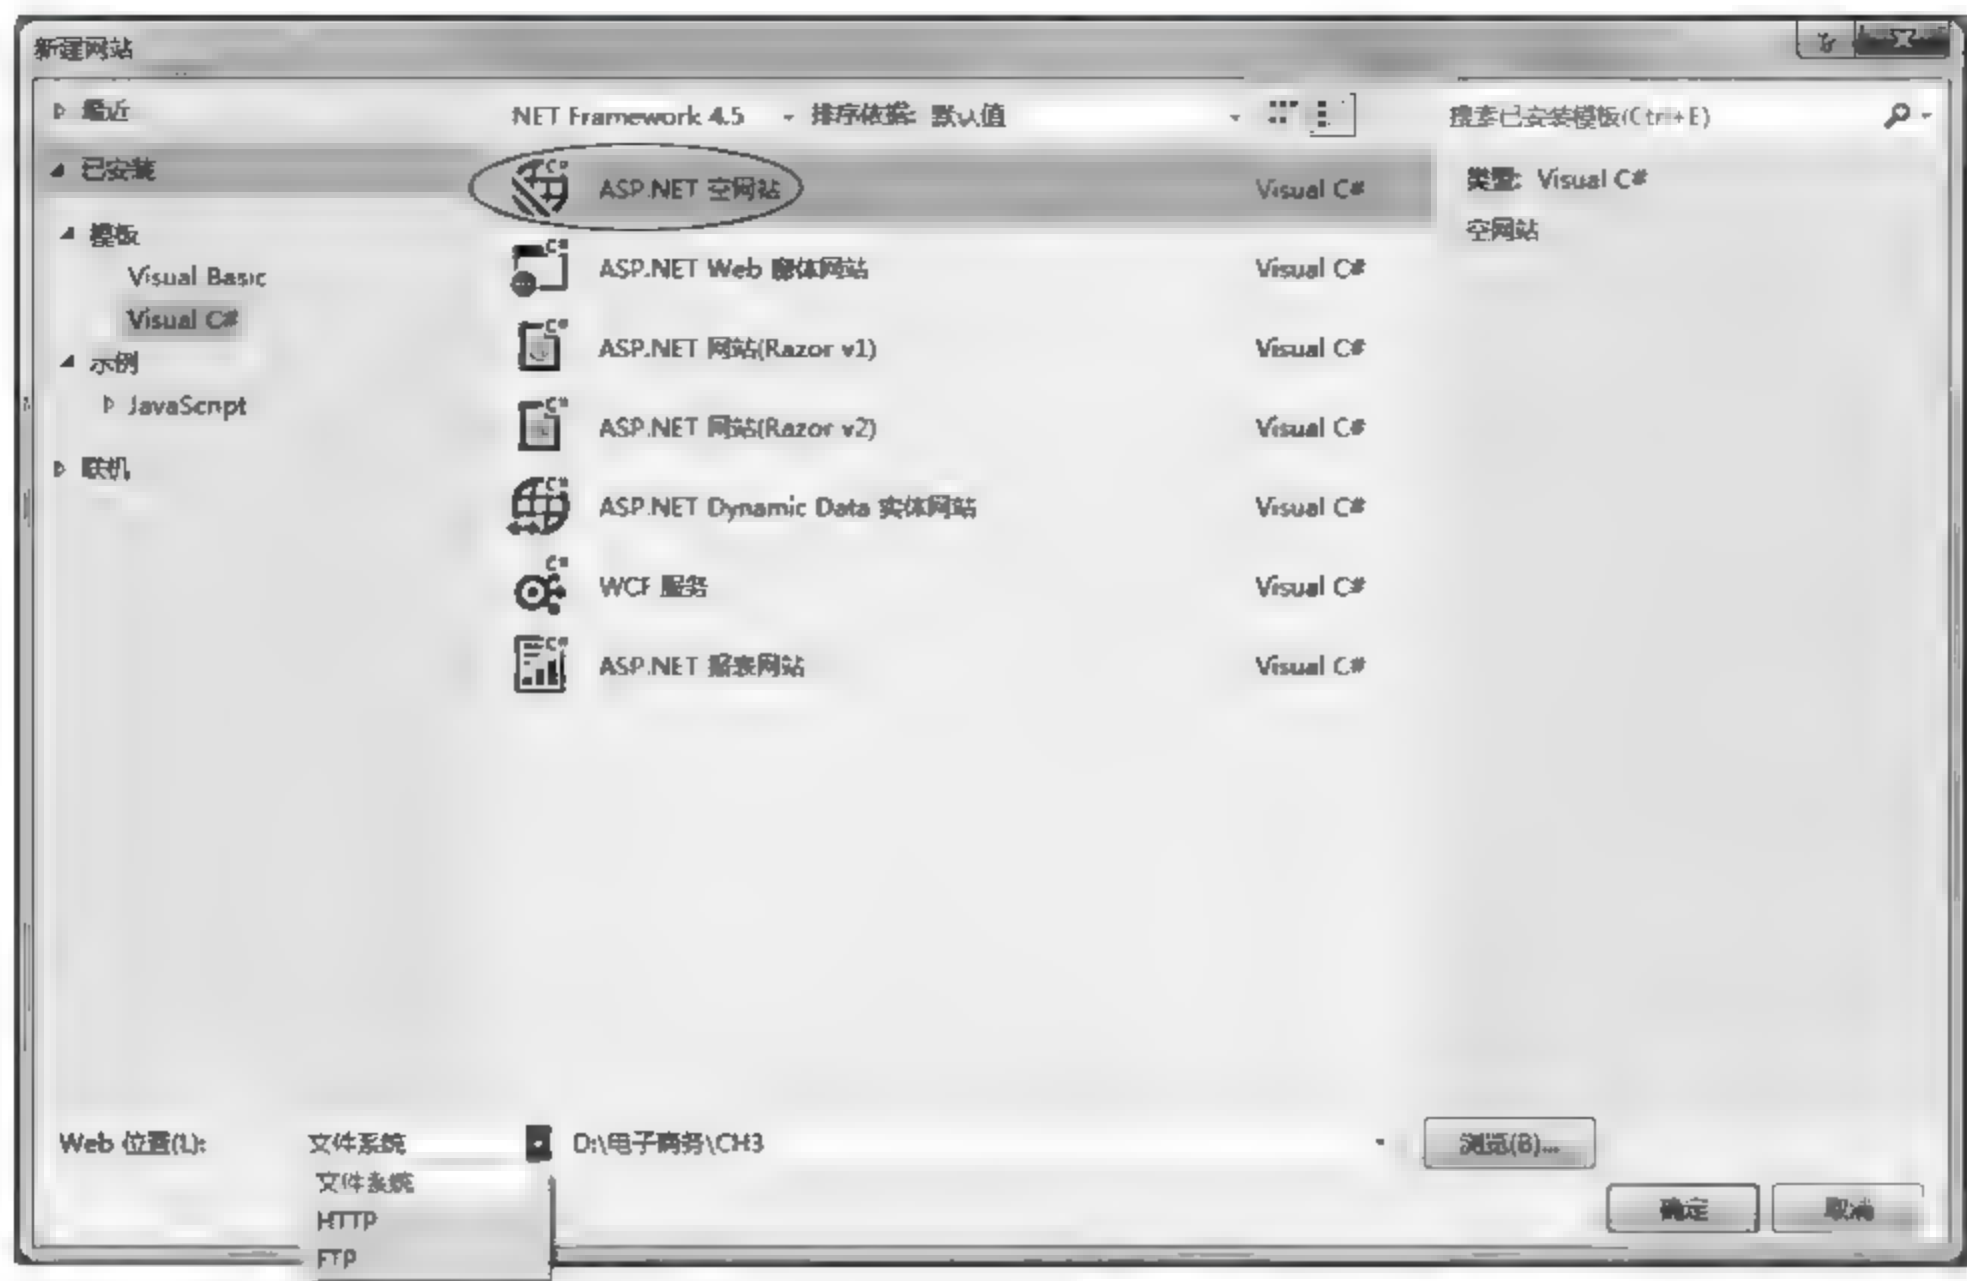 新建网站
最近
.NET Framework 4.5 排序依据: 默认值
搜索已安装模板(Ctrl+E)
已安装
模板
Visual Basic
Visual C#
示例
JavaScript
联机
ASP.NET 空网站 Visual C#
ASP.NET Web 窗体网站 Visual C#
ASP.NET 网站(Razor v1) Visual C#
ASP.NET 网站(Razor v2) Visual C#
ASP.NET Dynamic Data 实体网站 Visual C#
WCF 服务 Visual C#
ASP.NET 报表网站 Visual C#
类型: Visual C#
空网站
Web 位置(L): 文件系统 D:\电子商务\CH3 浏览(B)...
文件系统
HTTP
FTP
确定 取消